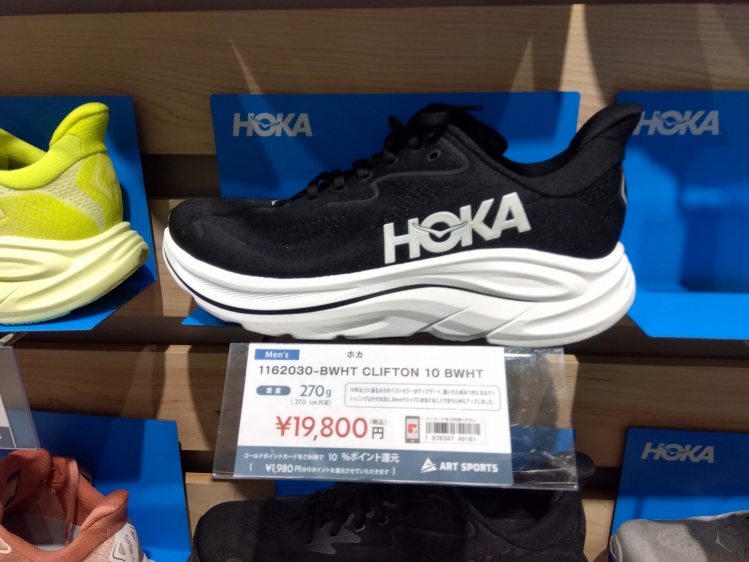 HOKA
HOKA
HOKA
Men's
ホカ
1162030-BWHT CLIFTON 10 BWHT
重量 270g
(27.0cm片足)
¥19,800円(税込)
ゴールドポイントカードをご利用で 10 %ポイント還元
( ¥1,980 円分のポイントを還元させていただきます )
ART SPORTS
HOKA